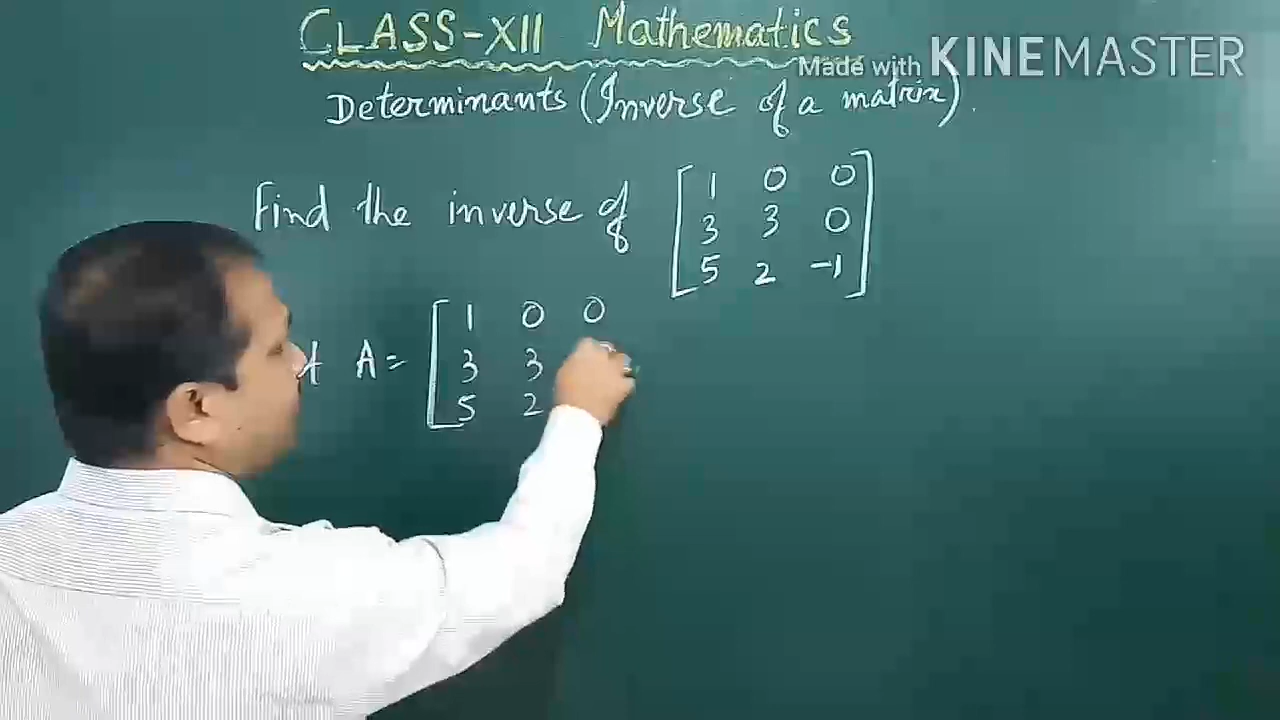 CLASS-XII Mathematics
Made with KINEMASTER
Determinants (Inverse of a matrix).
Find the inverse of [1 0 0
3 3 0
5 2 -1]
A = [1 0 0
3 3
5 2